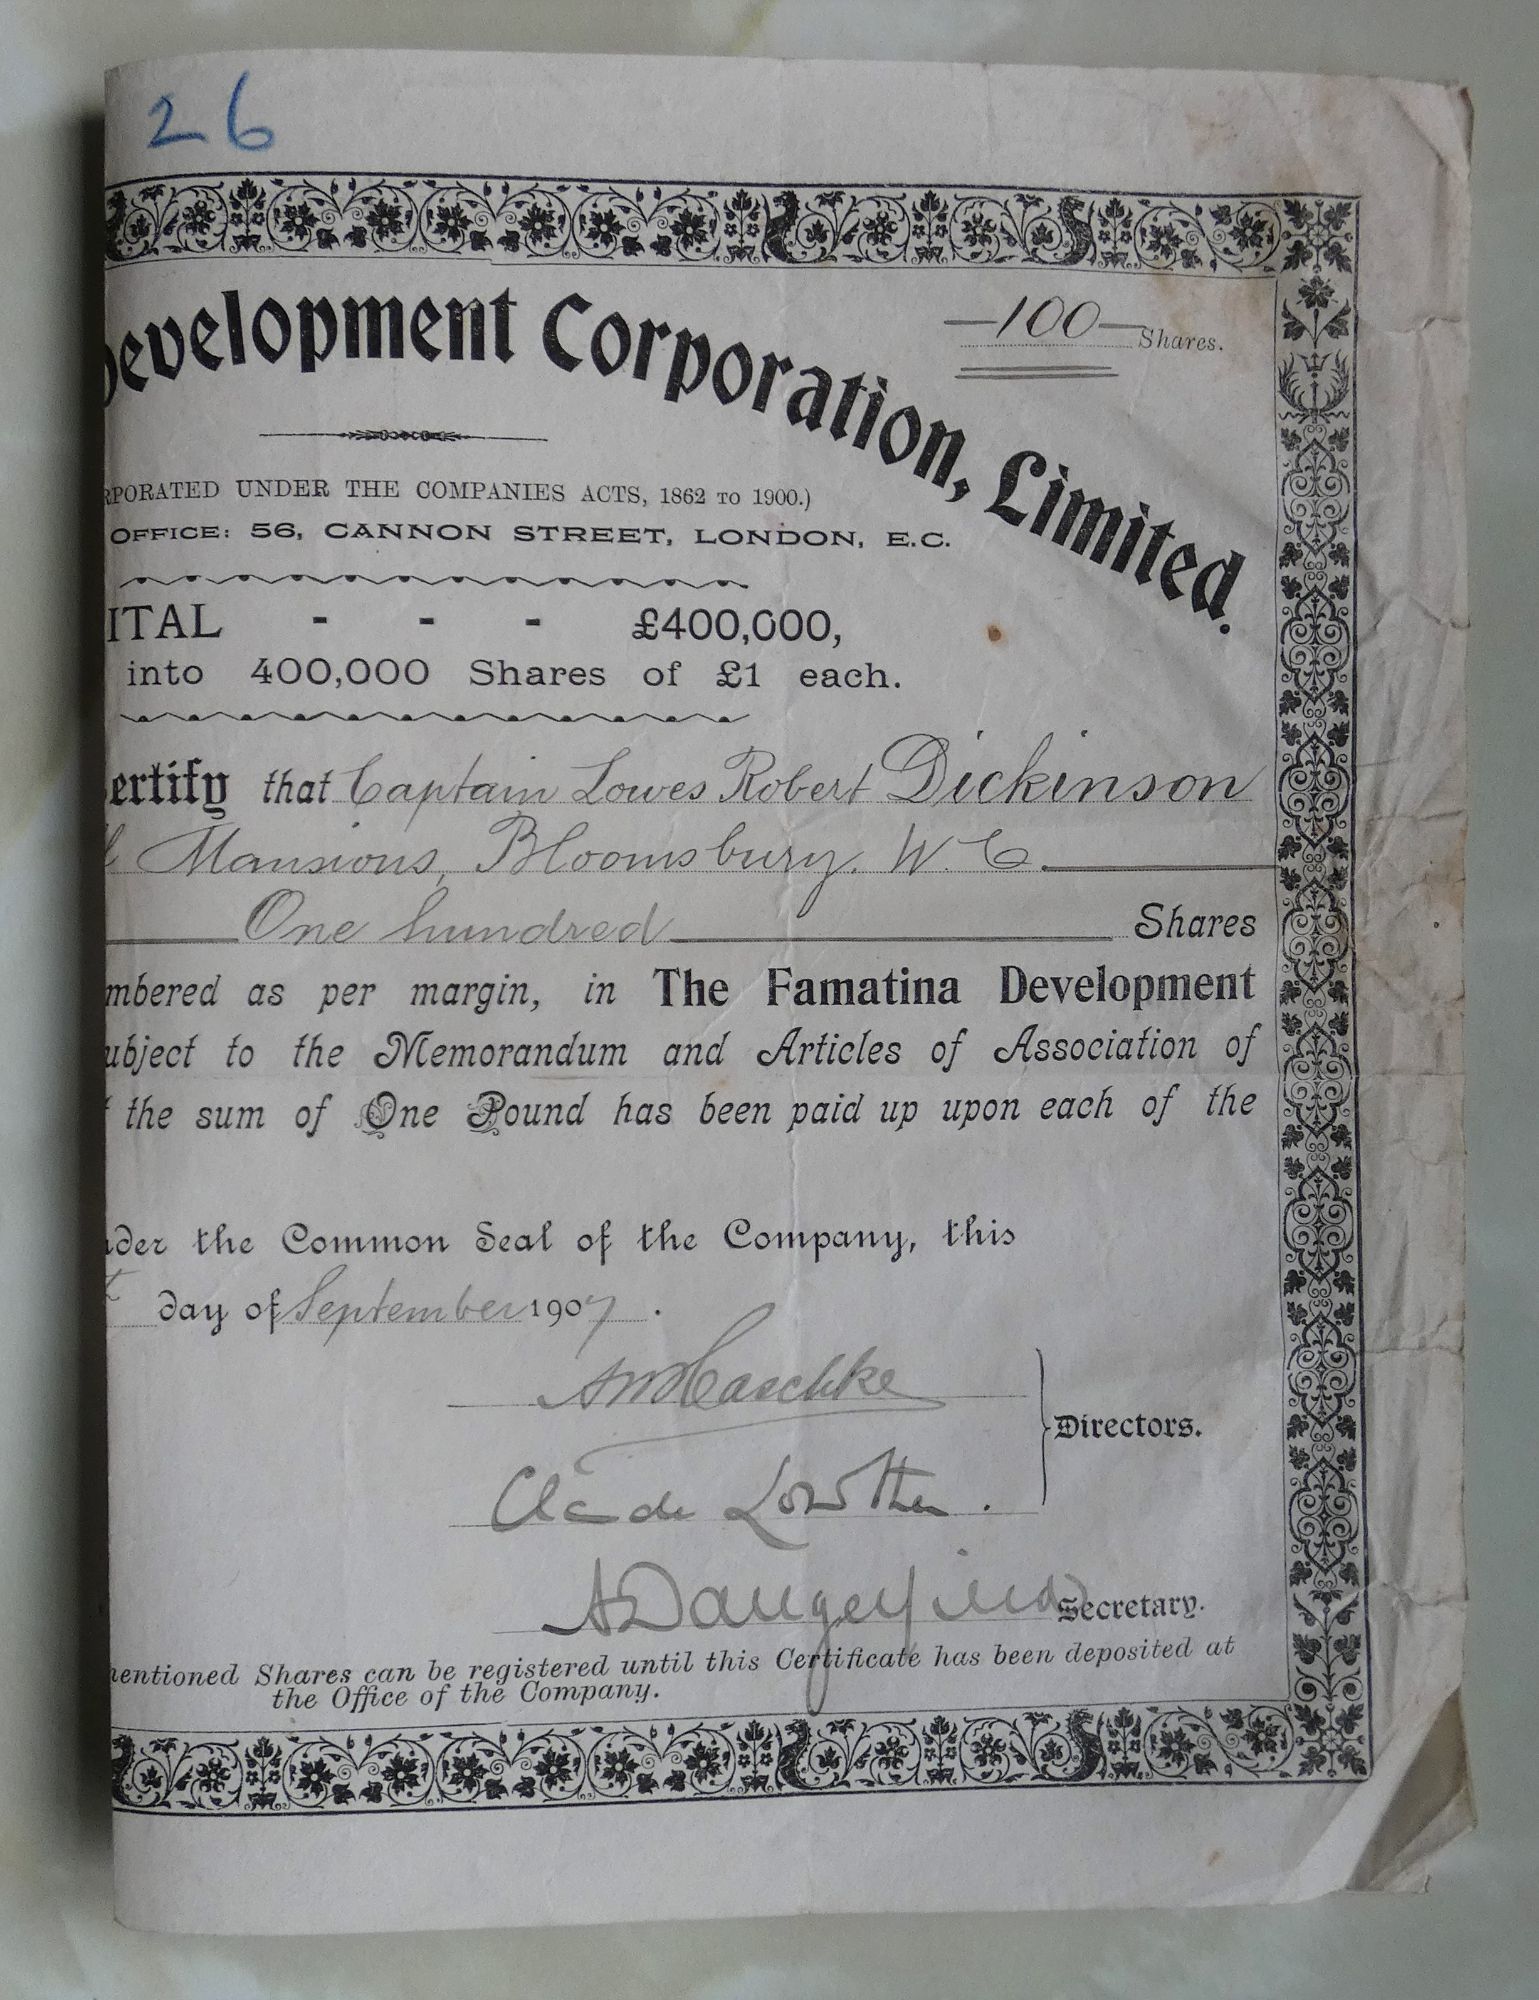 26
Development Corporation, Limited.
—100— Shares.
RPORATED UNDER THE COMPANIES ACTS, 1862 TO 1900.)
OFFICE: 56, CANNON STREET, LONDON, E.C.
ITAL - - - £400,000,
into 400,000 Shares of £1 each.
ertify that Captain Lowes Robert Dickinson
l Mansions, Bloomsbury. W.C.
One hundred Shares
mbered as per margin, in The Famatina Development
ubject to the Memorandum and Articles of Association of
the sum of One Pound has been paid up upon each of the
nder the Common Seal of the Company, this
day of September 1907.
Claude Lowther.
Directors.
A Dangerfield Secretary.
mentioned Shares can be registered until this Certificate has been deposited at
the Office of the Company.